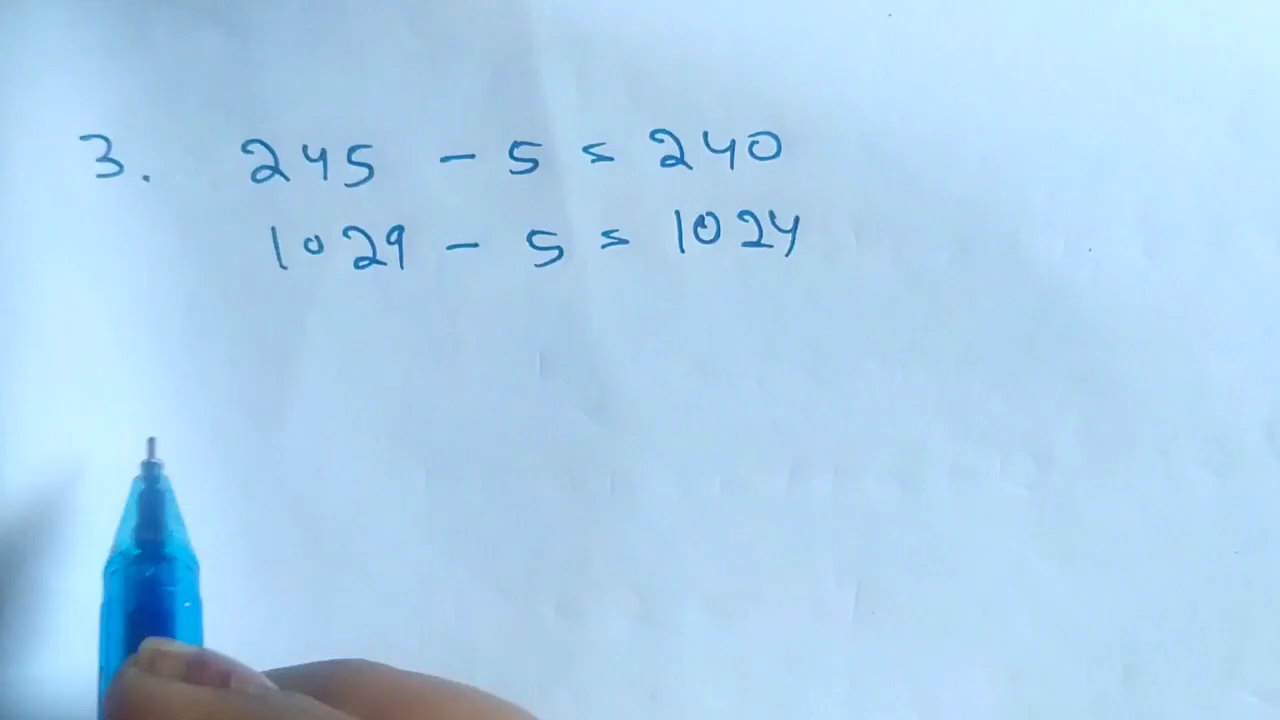 3. 245 - 5 = 240
1029 - 5 = 1024